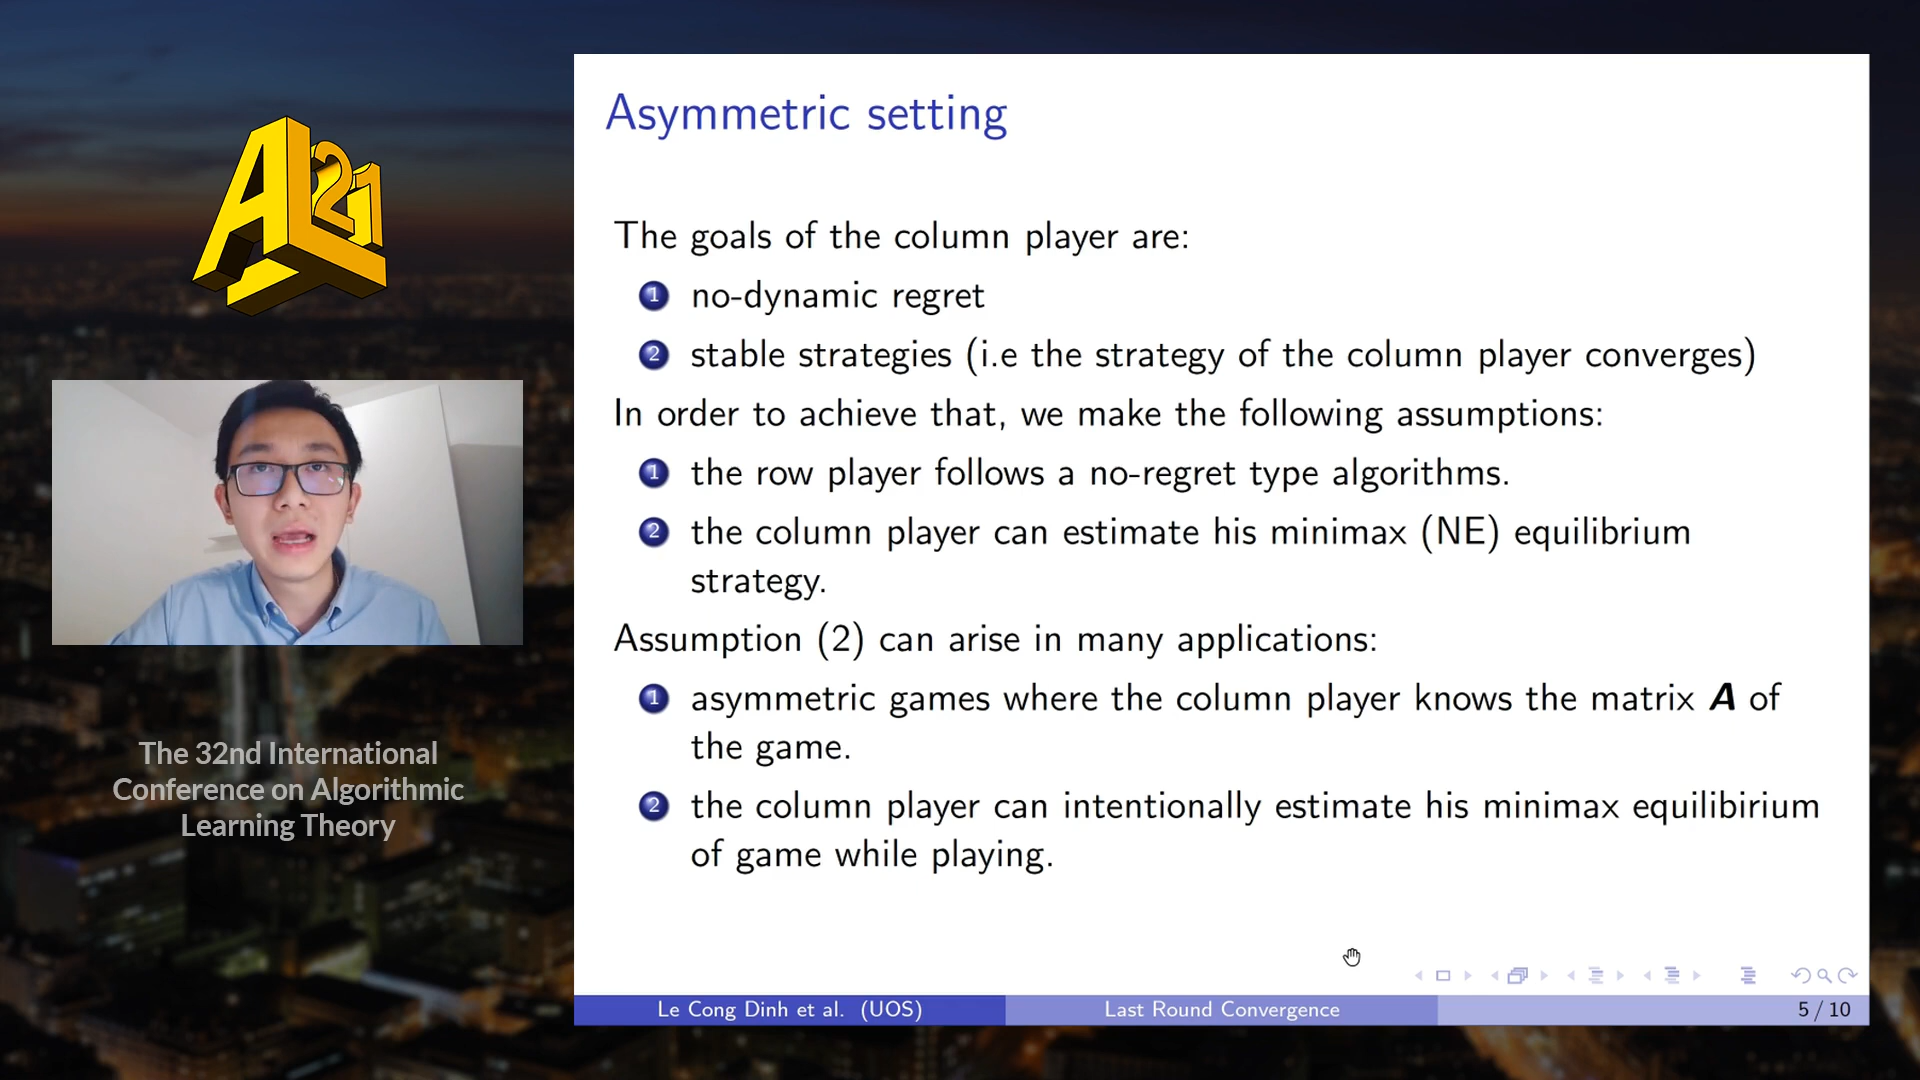 AL21
The 32nd International
Conference on Algorithmic
Learning Theory
Asymmetric setting
The goals of the column player are:
1 no-dynamic regret
2 stable strategies (i.e the strategy of the column player converges)
In order to achieve that, we make the following assumptions:
1 the row player follows a no-regret type algorithms.
2 the column player can estimate his minimax (NE) equilibrium
strategy.
Assumption (2) can arise in many applications:
1 asymmetric games where the column player knows the matrix A of
the game.
2 the column player can intentionally estimate his minimax equilibirium
of game while playing.
Le Cong Dinh et al. (UOS)
Last Round Convergence
5 / 10